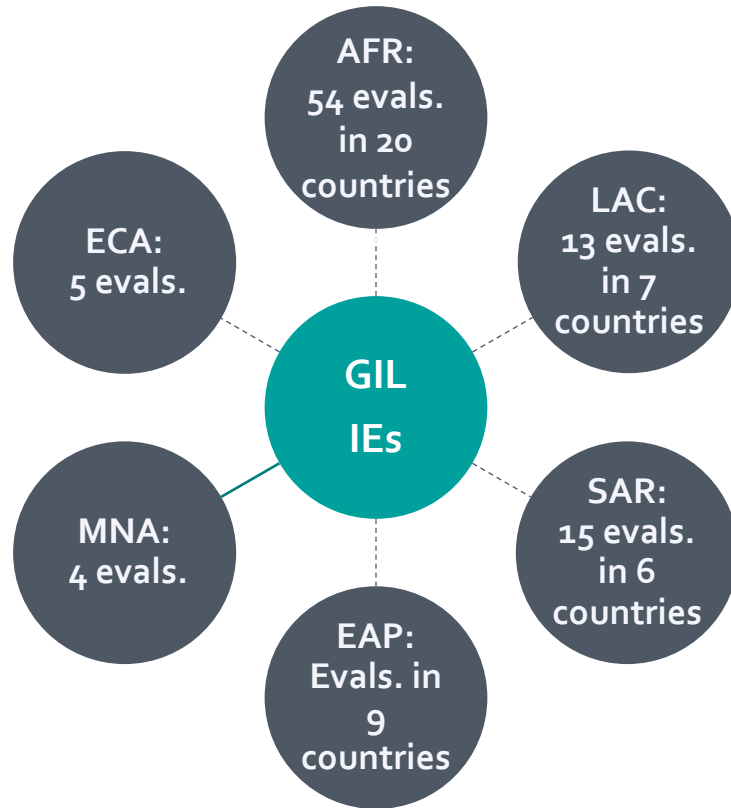 AFR:
54 evals.
in 20
countries
ECA:
5 evals.
LAC:
13 evals.
in 7
countries
GIL
IEs
MNA:
4 evals.
SAR:
15 evals.
in 6
countries
EAP:
Evals. in
9
countries